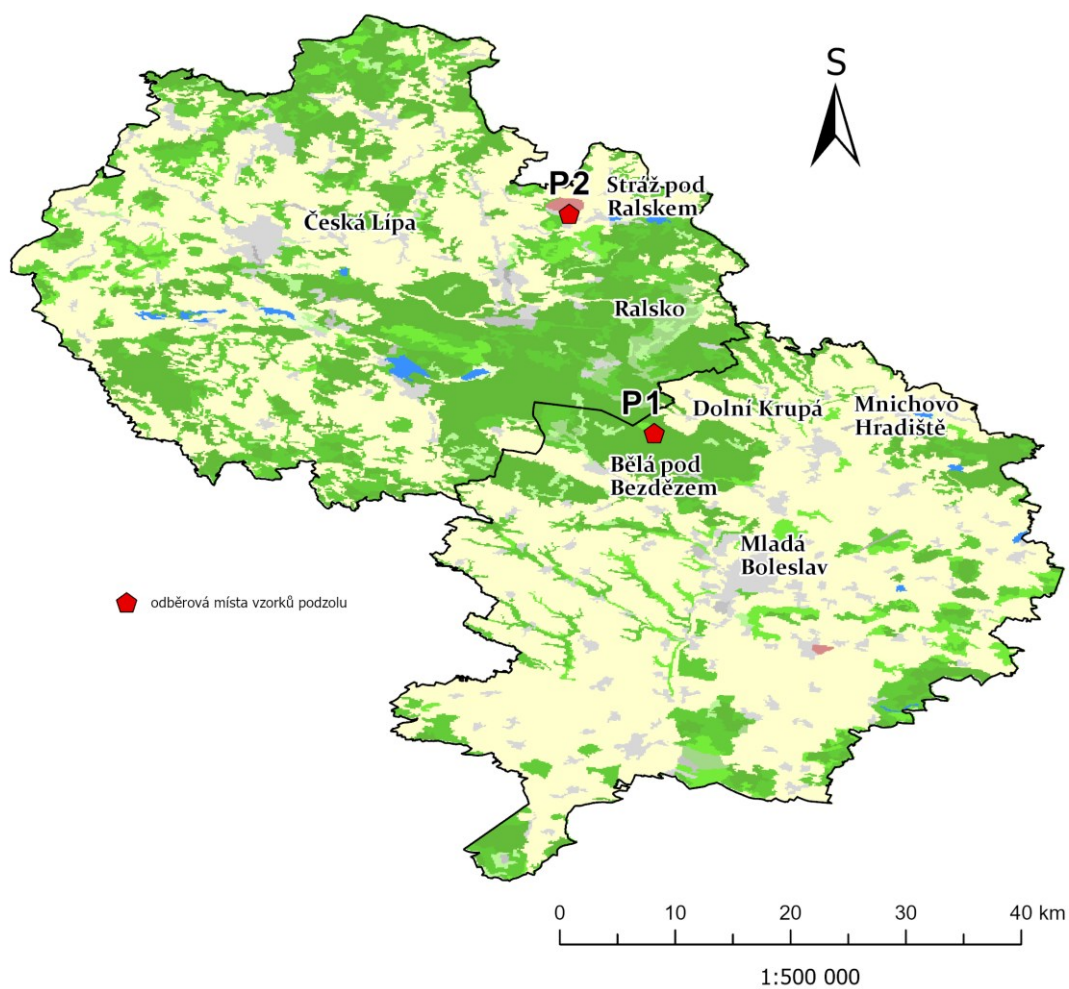 S
P2
Stráž pod
Ralskem
Česká Lípa
Ralsko
P1
Dolní Krupá
Mnichovo
Hradiště
Bělá pod
Bezdězem
Mladá
Boleslav
odběrová místa vzorků podzolu
0 10 20 30 40 km
1:500 000